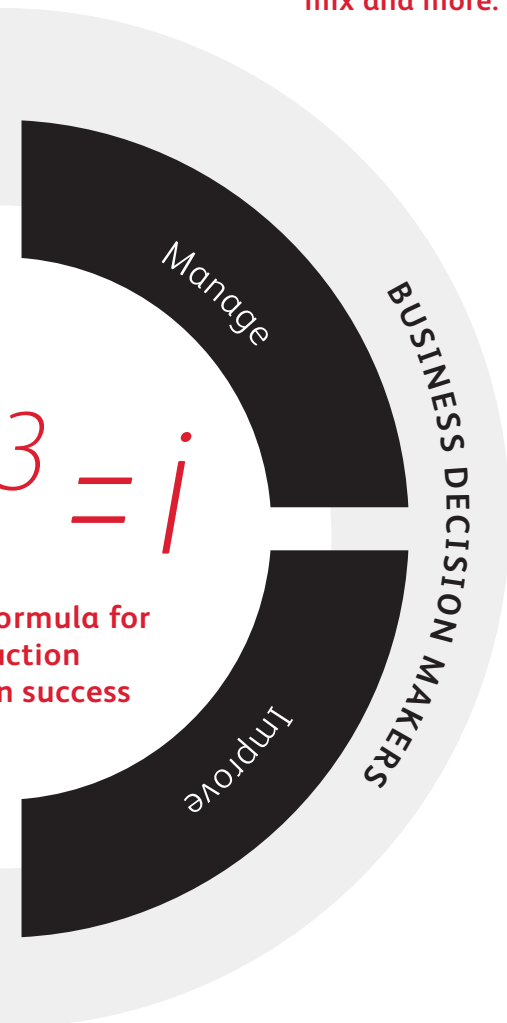 mix and more.
Manage
BUSINESS DECISION MAKERS
3 = i
ormula for
uction
n success
Improve